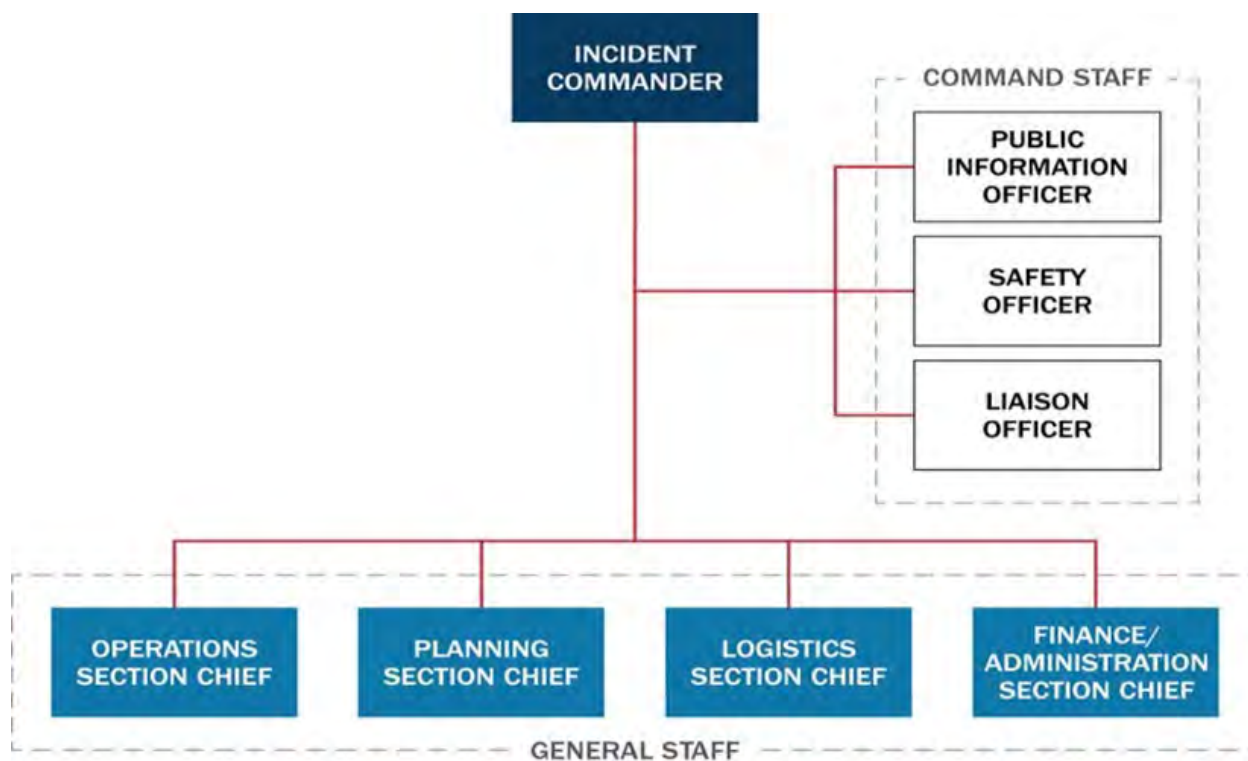 INCIDENT
COMMANDER
COMMAND STAFF
PUBLIC
INFORMATION
OFFICER
SAFETY
OFFICER
LIAISON
OFFICER
OPERATIONS
SECTION CHIEF
PLANNING
SECTION CHIEF
LOGISTICS
SECTION CHIEF
FINANCE/
ADMINISTRATION
SECTION CHIEF
GENERAL STAFF